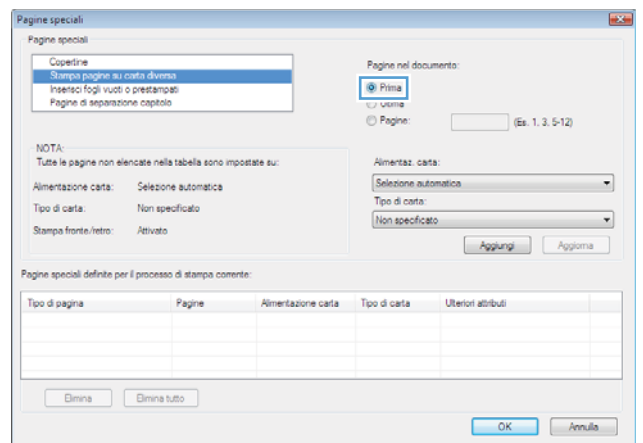 Pagine speciali
Pagine speciali
Copertine
Stampa pagine su carta diversa
Inserisci fogli vuoti o prestampati
Pagine di separazione capitolo
Pagine nel documento:
Prima
Ultima
Pagine:
(Es. 1, 3, 5-12)
NOTA:
Tutte le pagine non elencate nella tabella sono impostate su:
Alimentazione carta: Selezione automatica
Tipo di carta: Non specificato
Stampa fronte/retro: Attivato
Alimentaz. carta:
Selezione automatica
Tipo di carta:
Non specificato
Aggiungi Aggiorna
Pagine speciali definite per il processo di stampa corrente:
Tipo di pagina Pagine Alimentazione carta Tipo di carta Ulteriori attributi
Elimina Elimina tutto
OK Annulla